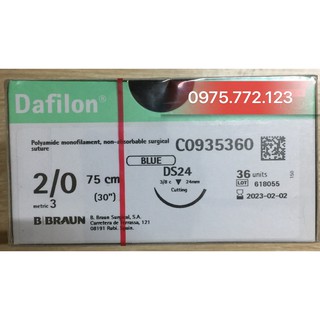 Dafilon®
0975.772.123
Polyamide monofilament, non-absorbable surgical
suture
C0935360
BLUE
DS24
2/0 75 cm
metric 3 (30")
3/8 c 24mm
Cutting
36 units
LOT 618055
2023-02-02
B|BRAUN
B. Braun Surgical, S.A.
Carretera de Terrassa, 121
08191 Rubí. Spain